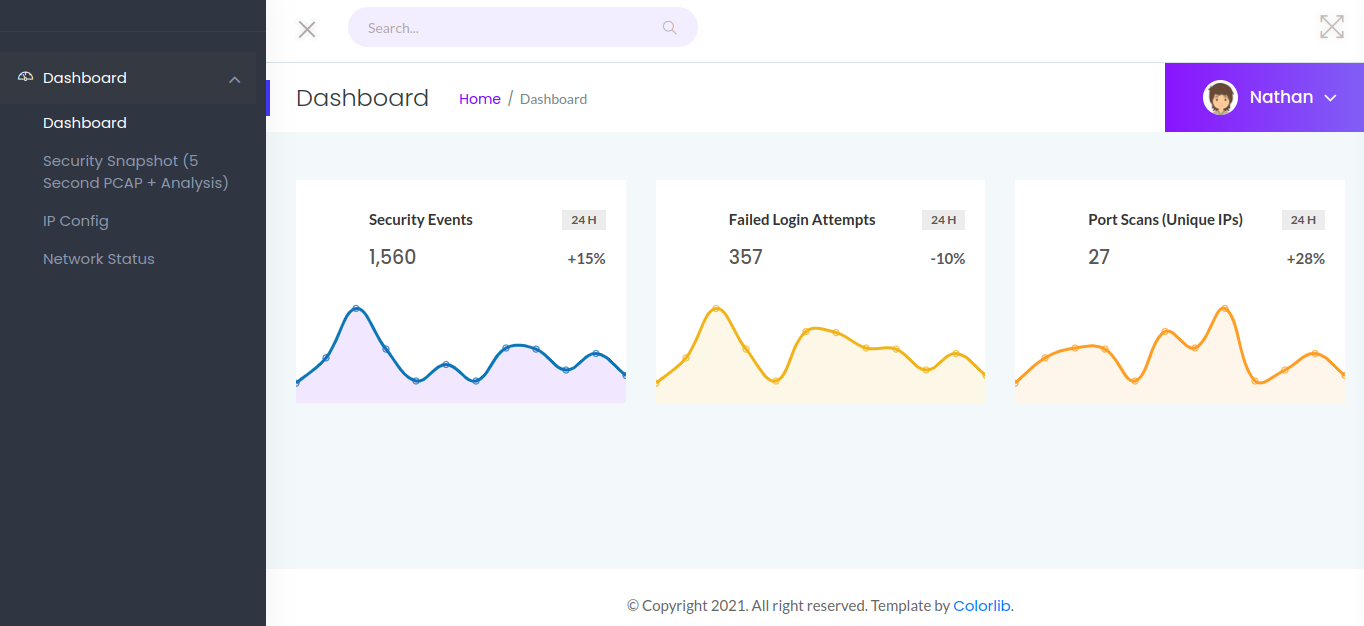 Search...
Dashboard
Dashboard
Security Snapshot (5
Second PCAP + Analysis)
IP Config
Network Status
Dashboard
Home / Dashboard
Nathan
Security Events
24 H
1,560
+15%
Failed Login Attempts
24 H
357
-10%
Port Scans (Unique IPs)
24 H
27
+28%
© Copyright 2021. All right reserved. Template by Colorlib.